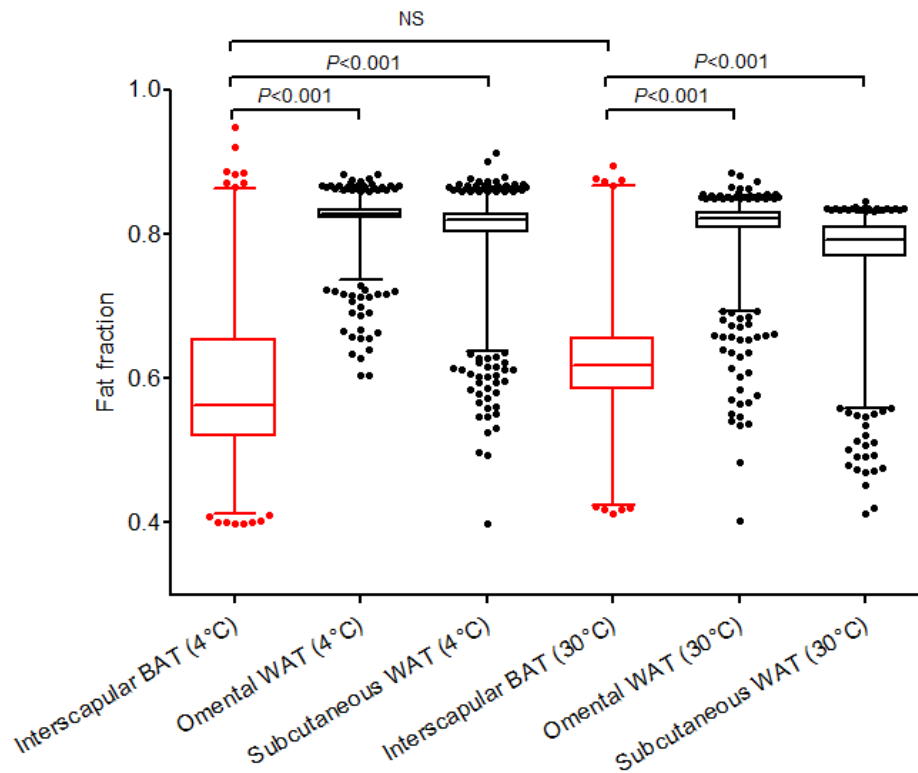 NS
P<0.001
P<0.001
P<0.001
P<0.001
1.0
0.8
0.6
0.4
Fat fraction
Interscapular BAT (4°C)
Omental WAT (4°C)
Subcutaneous WAT (4°C)
Interscapular BAT (30°C)
Omental WAT (30°C)
Subcutaneous WAT (30°C)